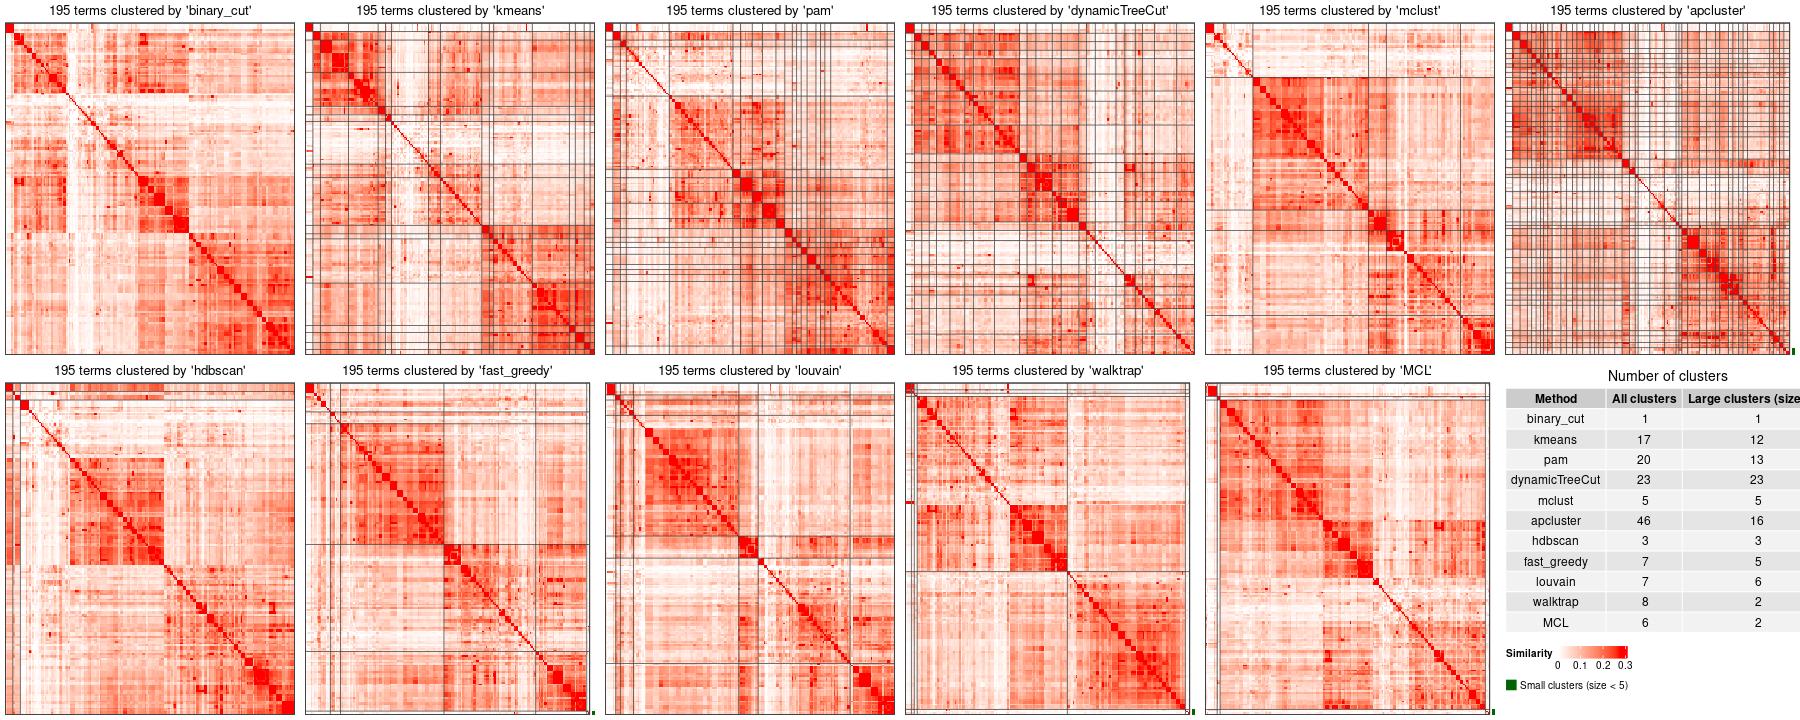 195 terms clustered by 'binary_cut'
195 terms clustered by 'kmeans'
195 terms clustered by 'pam'
195 terms clustered by 'dynamicTreeCut'
195 terms clustered by 'mclust'
195 terms clustered by 'apcluster'
195 terms clustered by 'hdbscan'
195 terms clustered by 'fast_greedy'
195 terms clustered by 'louvain'
195 terms clustered by 'walktrap'
195 terms clustered by 'MCL'
Number of clusters
Method All clusters Large clusters (size
binary_cut 1 1
kmeans 17 12
pam 20 13
dynamicTreeCut 23 23
mclust 5 5
apcluster 46 16
hdbscan 3 3
fast_greedy 7 5
louvain 7 6
walktrap 8 2
MCL 6 2
Similarity
0 0.1 0.2 0.3
Small clusters (size < 5)